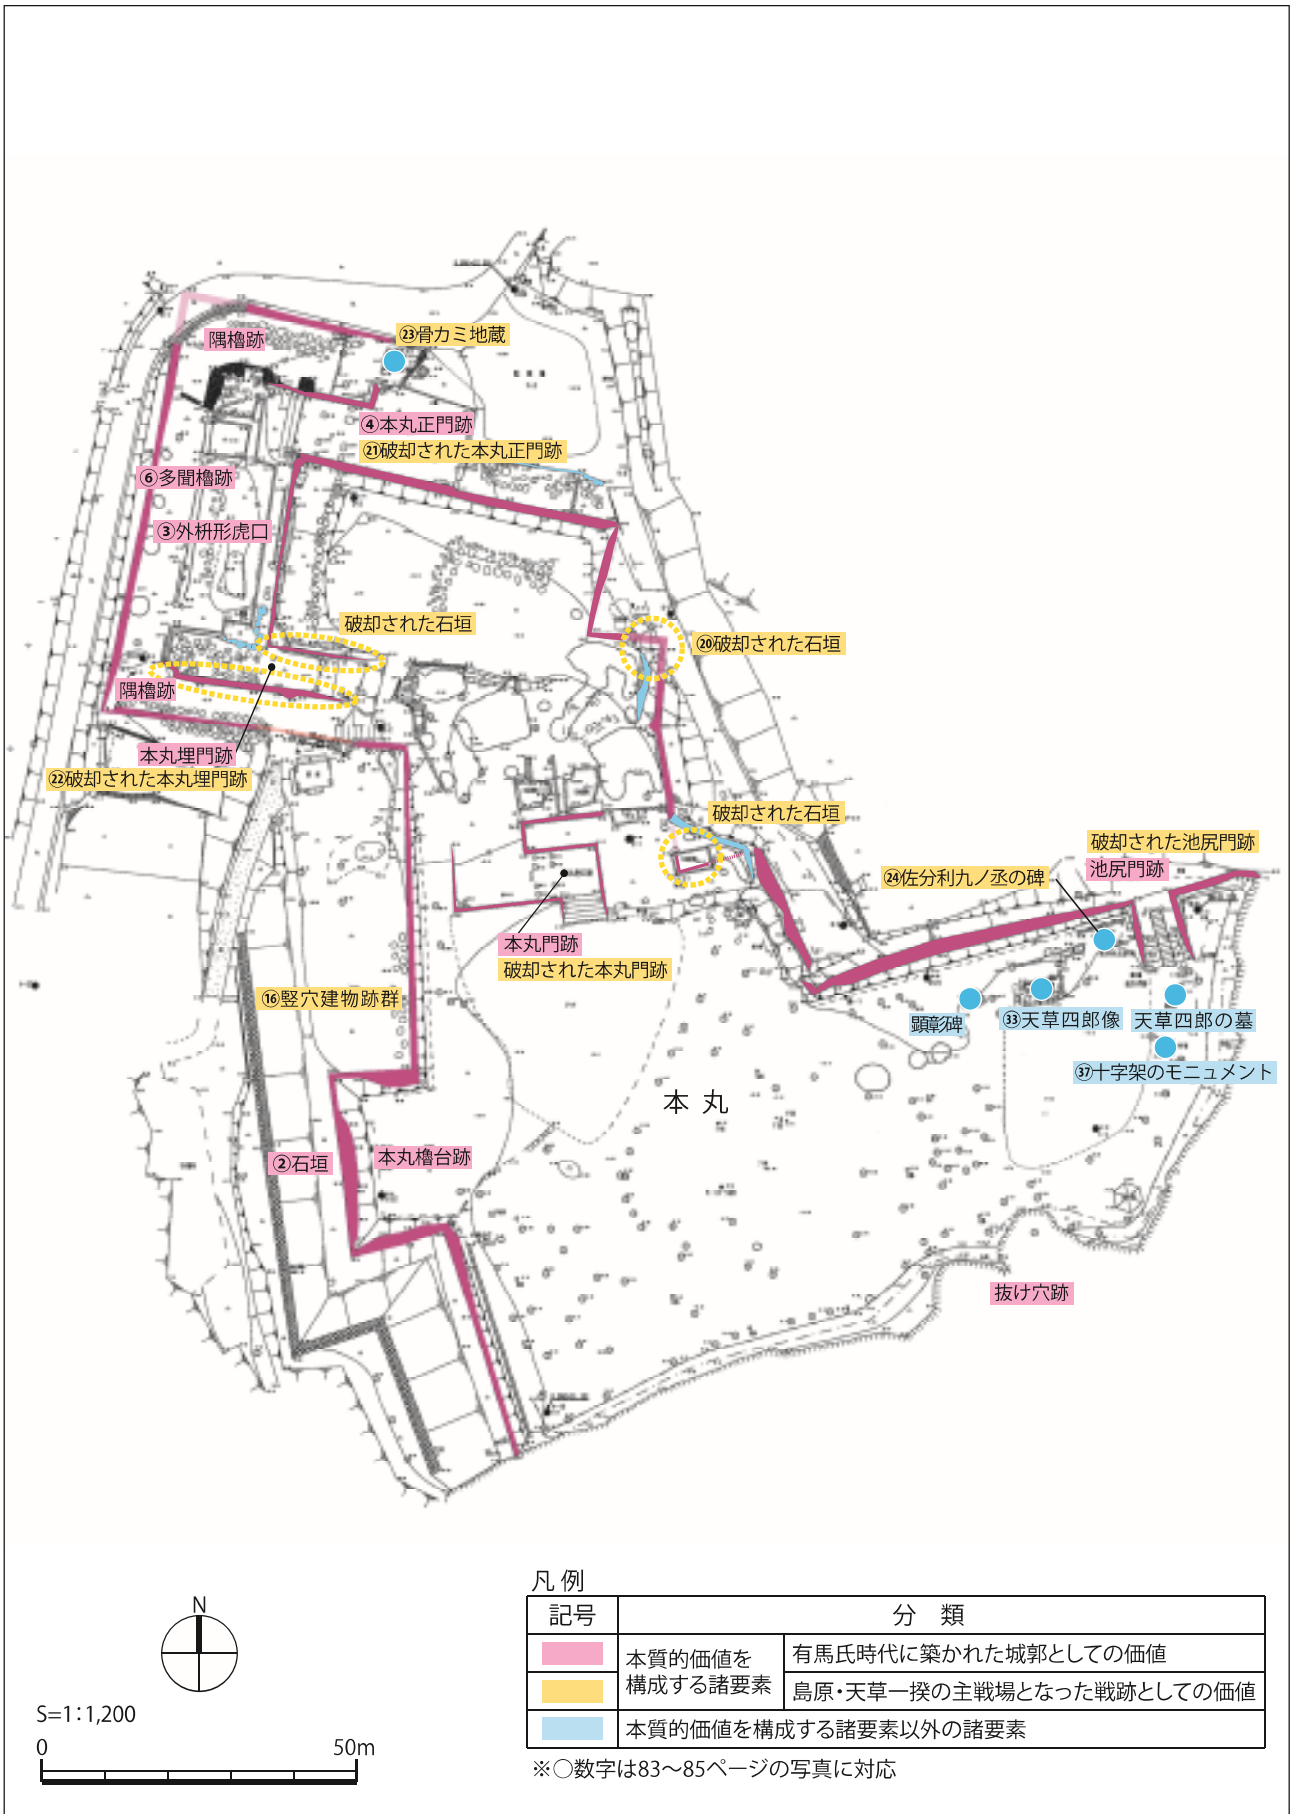 ㉓骨カミ地蔵
隅櫓跡
④本丸正門跡
㉑破却された本丸正門跡
⑥多聞櫓跡
③外枡形虎口
破却された石垣
⑳破却された石垣
隅櫓跡
本丸埋門跡
㉒破却された本丸埋門跡
破却された石垣
破却された池尻門跡
池尻門跡
㉔佐分利九ノ丞の碑
本丸門跡
破却された本丸門跡
⑯竪穴建物跡群
顕彰碑
㉝天草四郎像
天草四郎の墓
㊲十字架のモニュメント
本丸
②石垣
本丸櫓台跡
抜け穴跡
N
S=1:1,200
0 50m
凡例
記号 分類
本質的価値を構成する諸要素 有馬氏時代に築かれた城郭としての価値
島原・天草一揆の主戦場となった戦跡としての価値
本質的価値を構成する諸要素以外の諸要素
※○数字は83～85ページの写真に対応